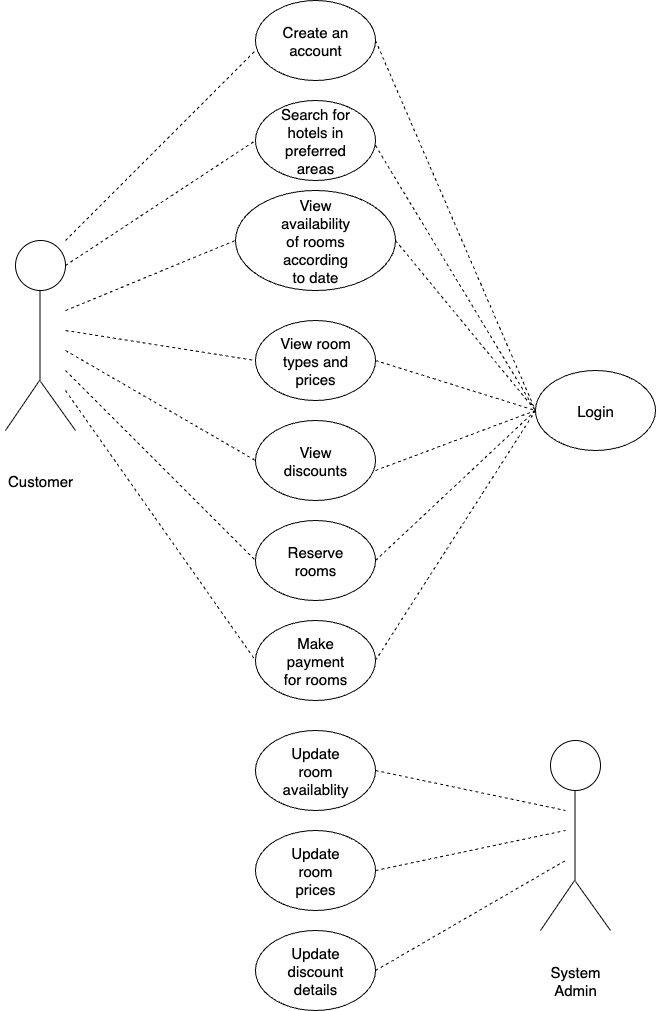 Create an
account
Search for
hotels in
preferred
areas
View
availability
of rooms
according
to date
View room
types and
prices
Login
View
discounts
Customer
Reserve
rooms
Make
payment
for rooms
Update
room
availablity
Update
room
prices
Update
discount
details
System
Admin